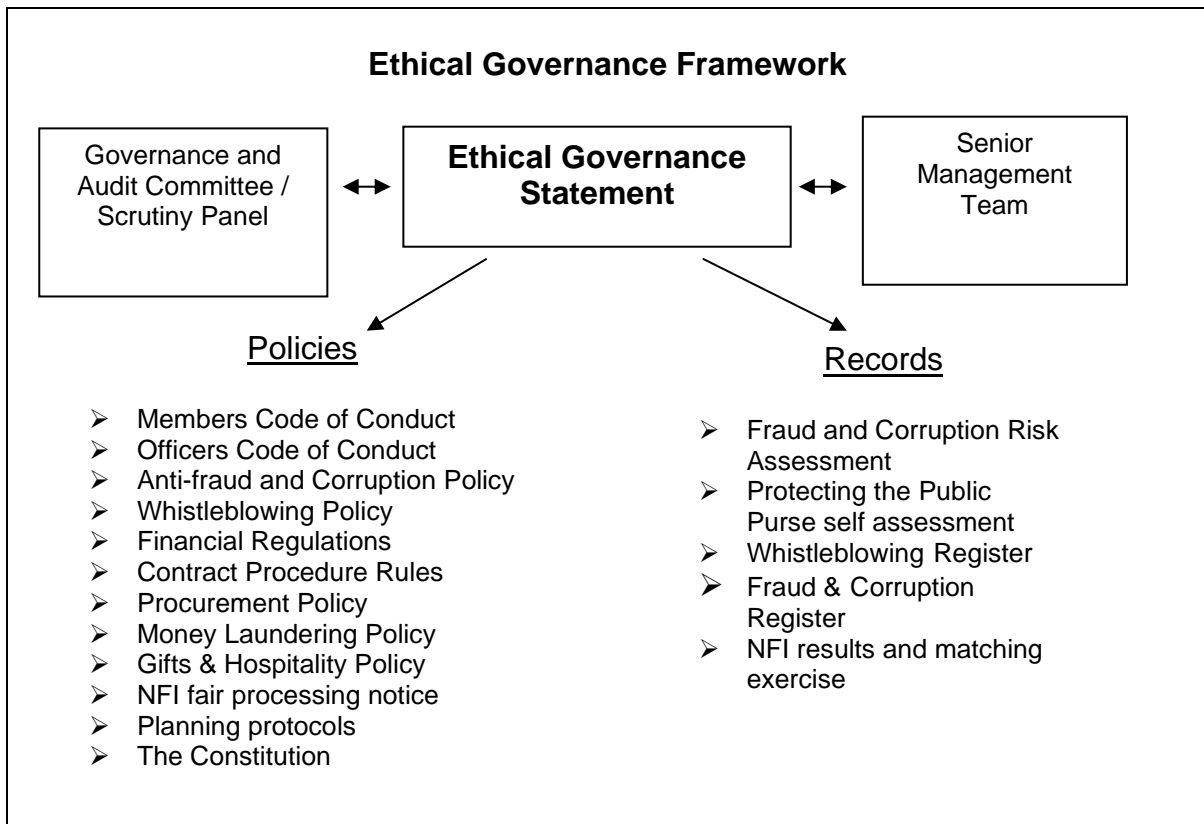 Ethical Governance Framework
Governance and
Audit Committee /
Scrutiny Panel
Ethical Governance
Statement
Senior
Management
Team
Policies
➢ Members Code of Conduct
➢ Officers Code of Conduct
➢ Anti-fraud and Corruption Policy
➢ Whistleblowing Policy
➢ Financial Regulations
➢ Contract Procedure Rules
➢ Procurement Policy
➢ Money Laundering Policy
➢ Gifts & Hospitality Policy
➢ NFI fair processing notice
➢ Planning protocols
➢ The Constitution
Records
➢ Fraud and Corruption Risk
Assessment
➢ Protecting the Public
Purse self assessment
➢ Whistleblowing Register
➢ Fraud & Corruption
Register
➢ NFI results and matching
exercise